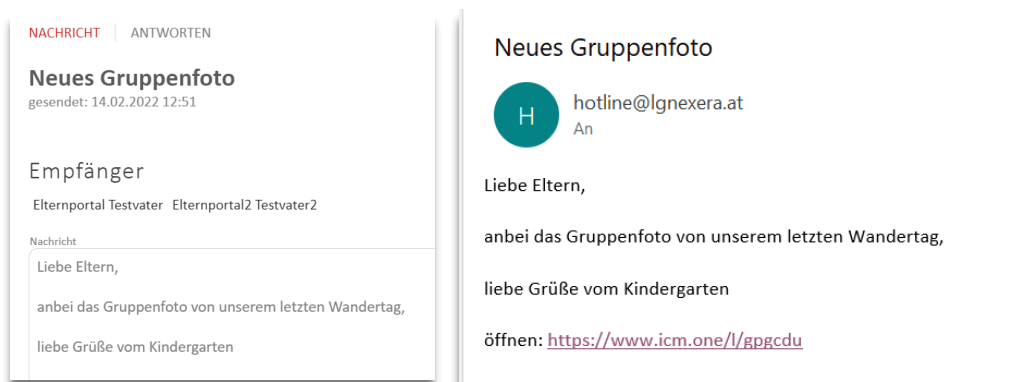 NACHRICHT ANTWORTEN
Neues Gruppenfoto
gesendet: 14.02.2022 12:51
Empfänger
Elternportal Testvater Elternportal2 Testvater2
Nachricht
Liebe Eltern,
anbei das Gruppenfoto von unserem letzten Wandertag,
liebe Grüße vom Kindergarten
Neues Gruppenfoto
H
hotline@lgnexera.at
An
Liebe Eltern,
anbei das Gruppenfoto von unserem letzten Wandertag,
liebe Grüße vom Kindergarten
öffnen: https://www.icm.one/l/gpgcdu